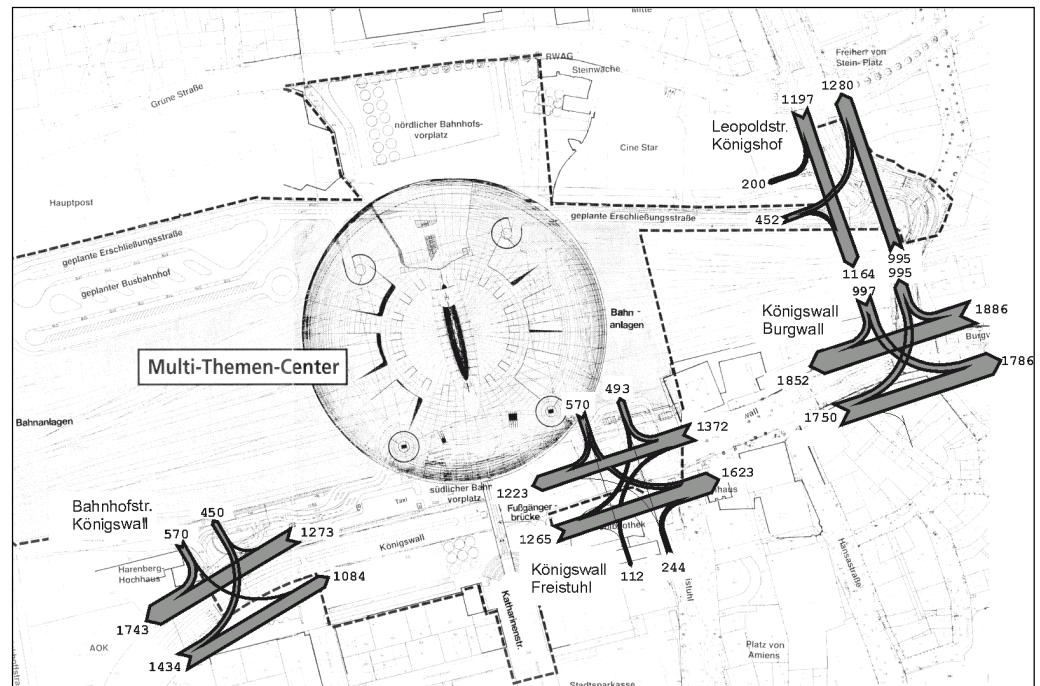 Mitte
RWAG
Steinwache
Freiherr von
Stein-Platz
Grüne Straße
1280
1197
nördlicher Bahnhofs-
vorplatz
Leopoldstr.
Königshof
Cine Star
200
Hauptpost
452
geplante Erschließungsstraße
geplante Erschließungsstraße
995
1164
995
geplanter Busbahnhof
997
1886
Königswall
Burgwall
Bahn-
anlagen
Multi-Themen-Center
1786
1852
493
570
1750
Bahnanlagen
wall
1372
1623
südlicher Bahn
vorplatz
1223
Taxi
haus
Fußgänger
brücke
Bahnhofstr.
Königswall
450
570
1273
1265
Königswall
Harenberg-
Hochhaus
1084
Königswall
Freistuhl
112
244
Hansastraße
istuhl
1743
Katharinenstr.
AOK
1434
Platz von
Amiens
Stadtsparkasse